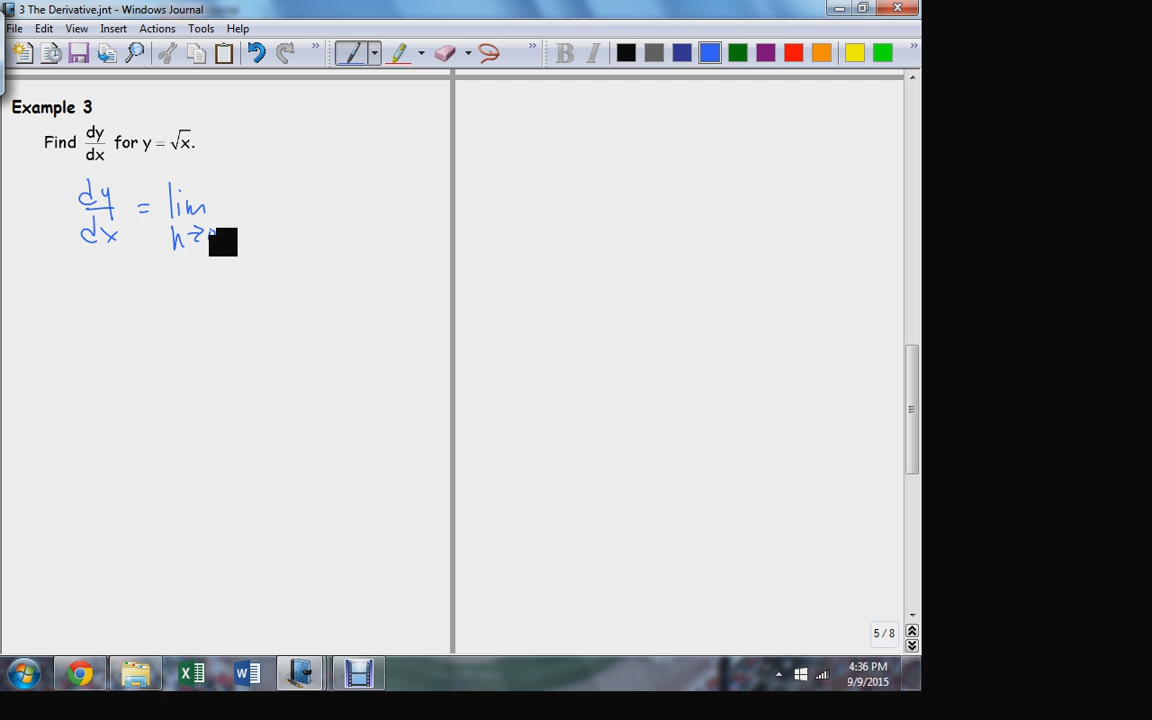 3 The Derivative.jnt - Windows Journal
File Edit View Insert Actions Tools Help
» B I »
Example 3
Find dy/dx for y = √x.
dy/dx = lim
h→
5 / 8
4:36 PM
9/9/2015